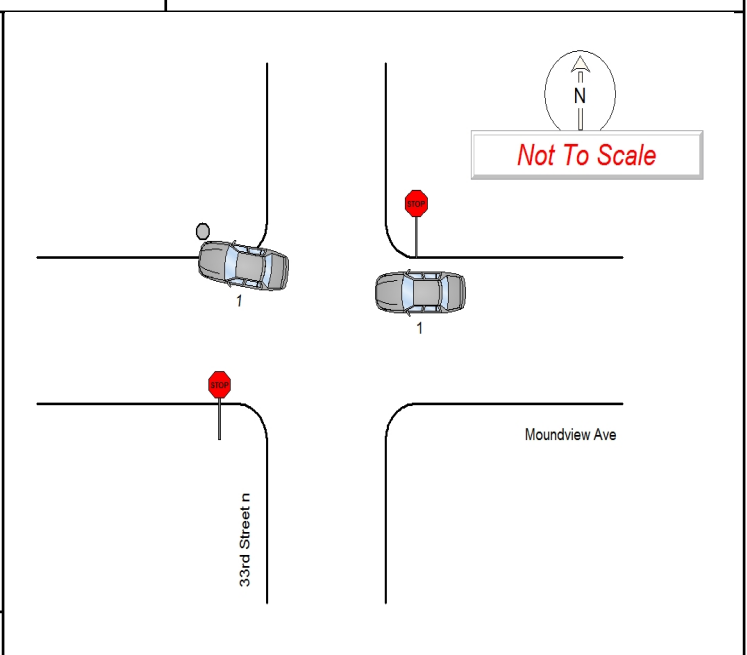 N
Not To Scale
STOP
1
1
STOP
Moundview Ave
33rd Street n